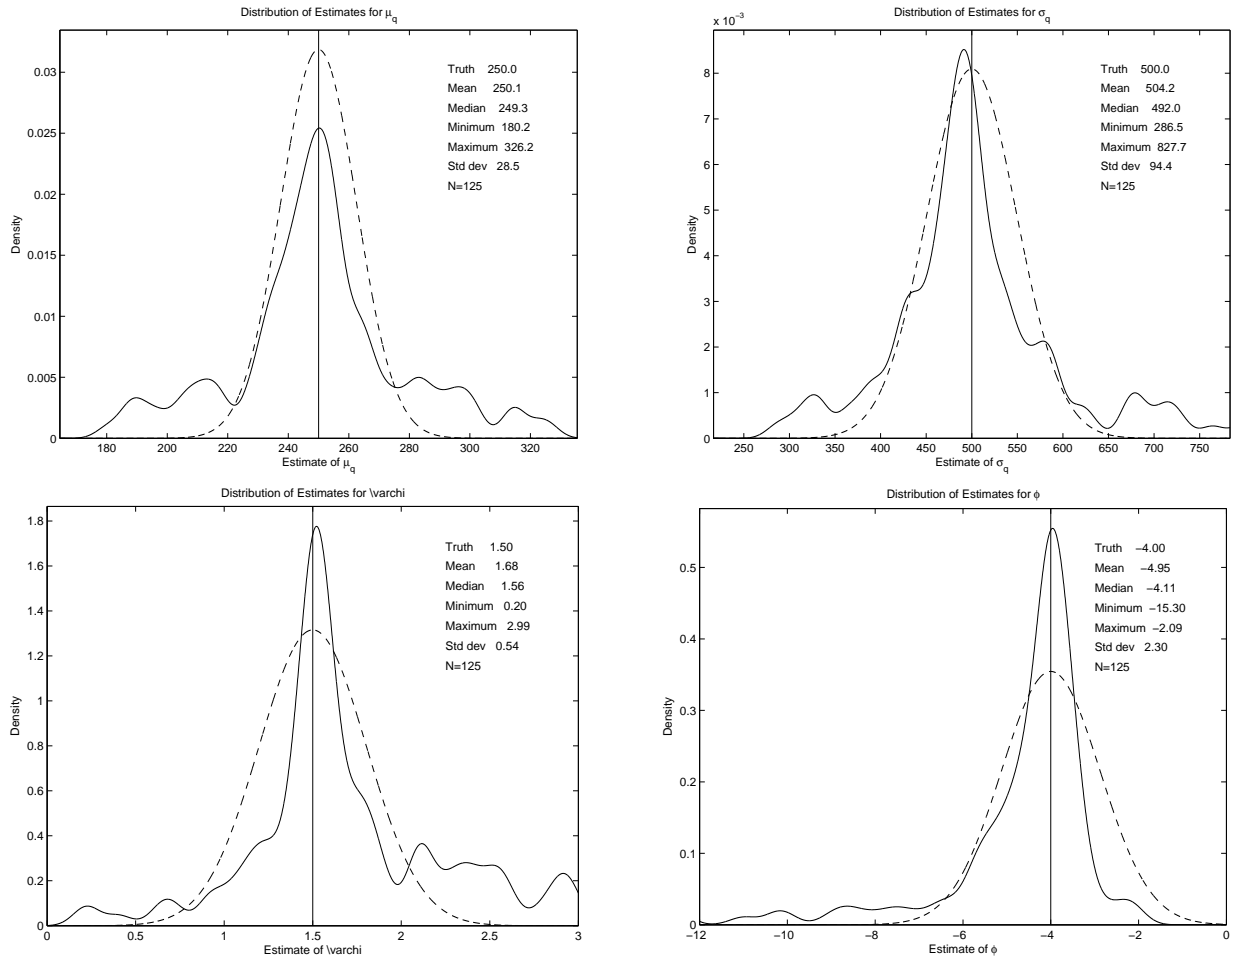 Distribution of Estimates for μq
0.03
0.025
0.02
0.015
0.01
0.005
0
Density
180 200 220 240 260 280 300 320
Estimate of μq
Truth 250.0
Mean 250.1
Median 249.3
Minimum 180.2
Maximum 326.2
Std dev 28.5
N=125
Distribution of Estimates for σq
x 10−3
8
7
6
5
4
3
2
1
0
Density
250 300 350 400 450 500 550 600 650 700 750
Estimate of σq
Truth 500.0
Mean 504.2
Median 492.0
Minimum 286.5
Maximum 827.7
Std dev 94.4
N=125
Distribution of Estimates for \varchi
1.8
1.6
1.4
1.2
1
0.8
0.6
0.4
0.2
0
Density
0 0.5 1 1.5 2 2.5 3
Estimate of \varchi
Truth 1.50
Mean 1.68
Median 1.56
Minimum 0.20
Maximum 2.99
Std dev 0.54
N=125
Distribution of Estimates for ϕ
0.5
0.4
0.3
0.2
0.1
0
Density
−12 −10 −8 −6 −4 −2 0
Estimate of ϕ
Truth −4.00
Mean −4.95
Median −4.11
Minimum −15.30
Maximum −2.09
Std dev 2.30
N=125